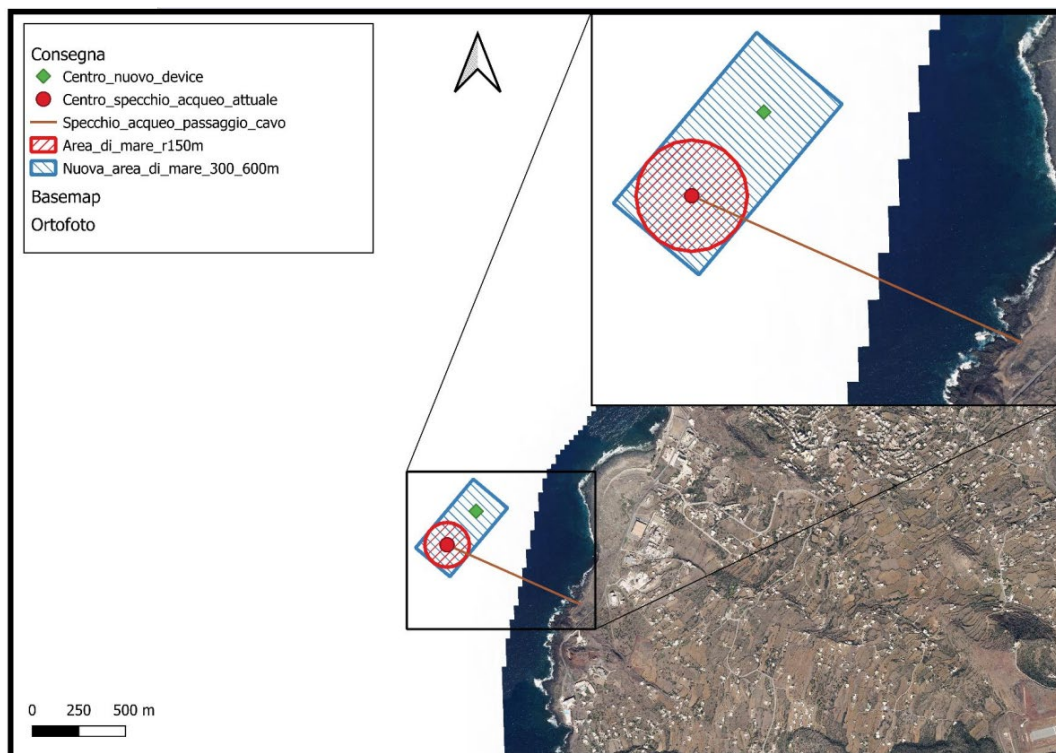 Consegna
Centro_nuovo_device
Centro_specchio_acqueo_attuale
Specchio_acqueo_passaggio_cavo
Area_di_mare_r150m
Nuova_area_di_mare_300_600m
Basemap
Ortofoto
0 250 500 m